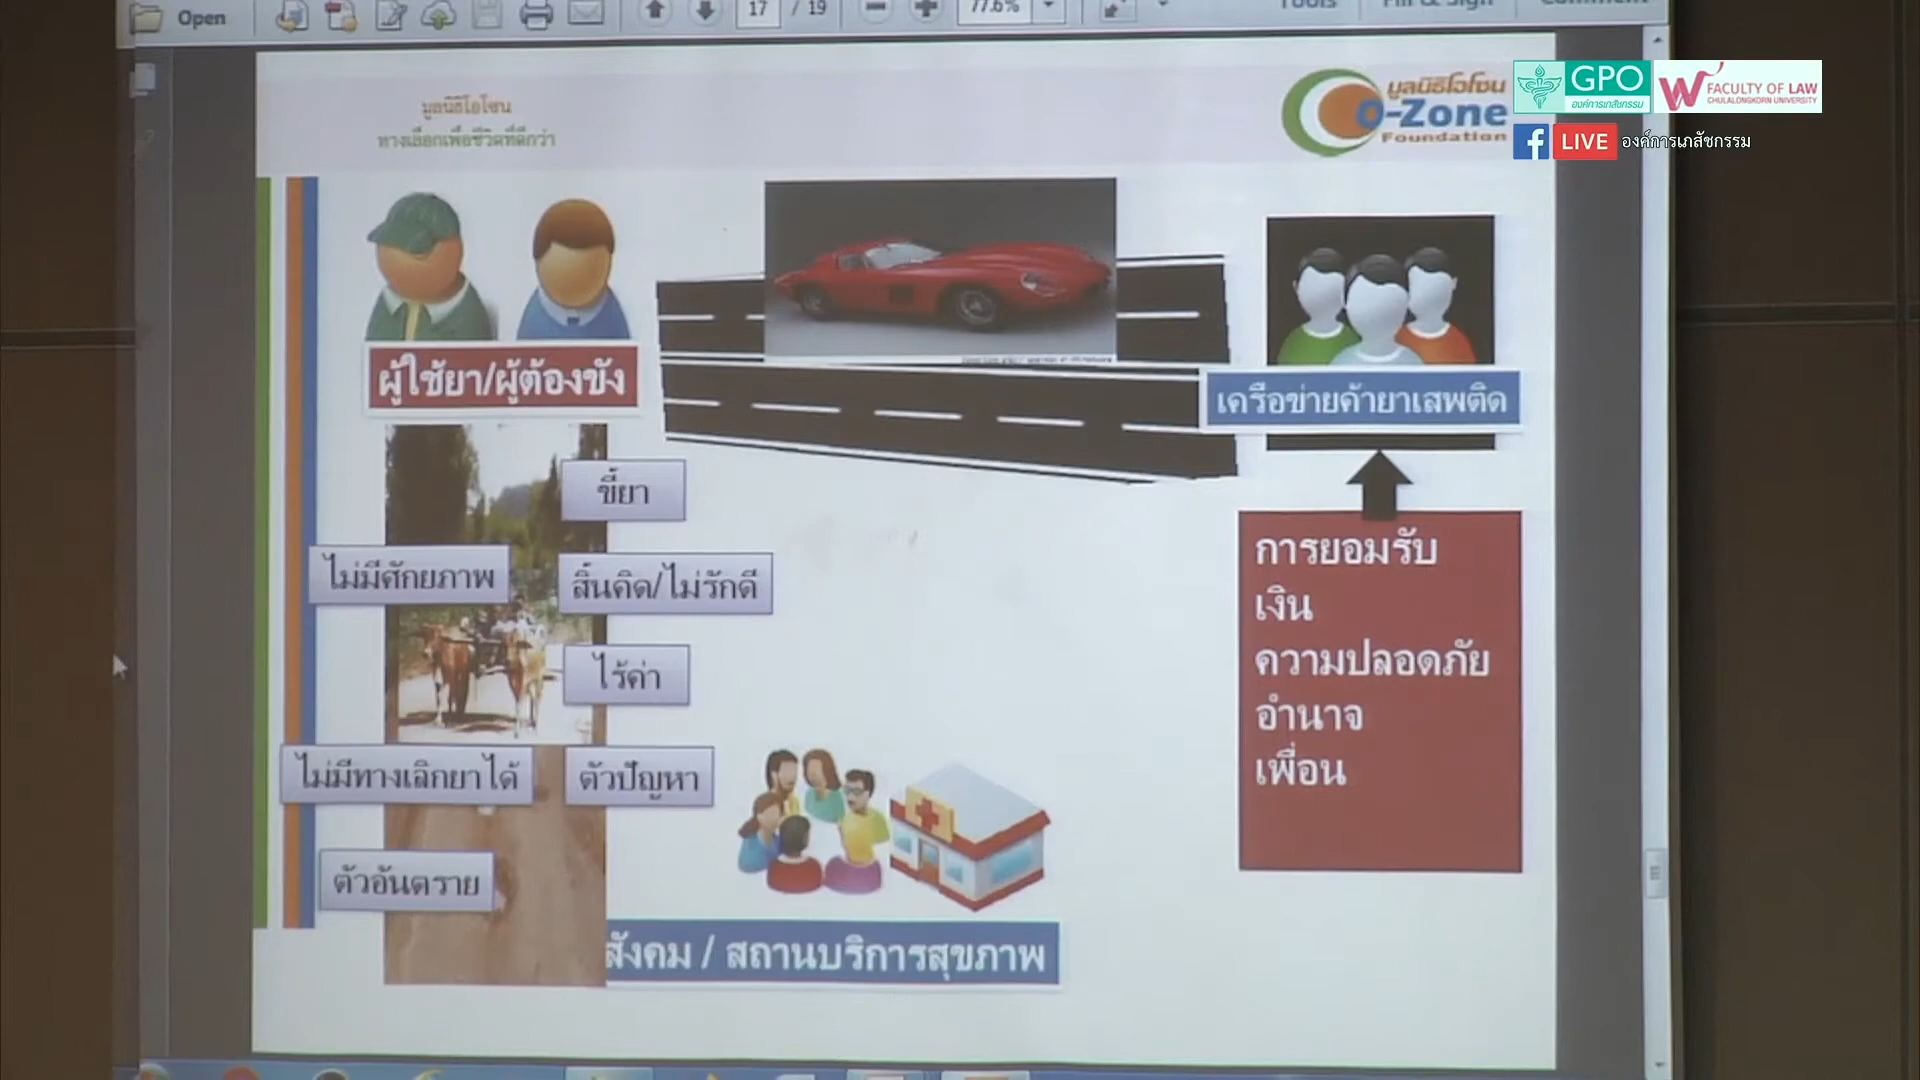 Open
17 / 19
77.6%
Tools
Fill & Sign
Comment
มูลนิธิโอโซน
ทางเลือกเพื่อชีวิตที่ดีกว่า
มูลนิธิโอโซน
O-Zone
Foundation
GPO
องค์การเภสัชกรรม
FACULTY OF LAW
CHULALONGKORN UNIVERSITY
LIVE
องค์การเภสัชกรรม
ผู้ใช้ยา/ผู้ต้องขัง
เครือข่ายค้ายาเสพติด
ขี้ยา
ไม่มีศักยภาพ
สิ้นคิด/ไม่รักดี
ไร้ค่า
ไม่มีทางเลิกยาได้
ตัวปัญหา
ตัวอันตราย
การยอมรับ
เงิน
ความปลอดภัย
อำนาจ
เพื่อน
สังคม / สถานบริการสุขภาพ